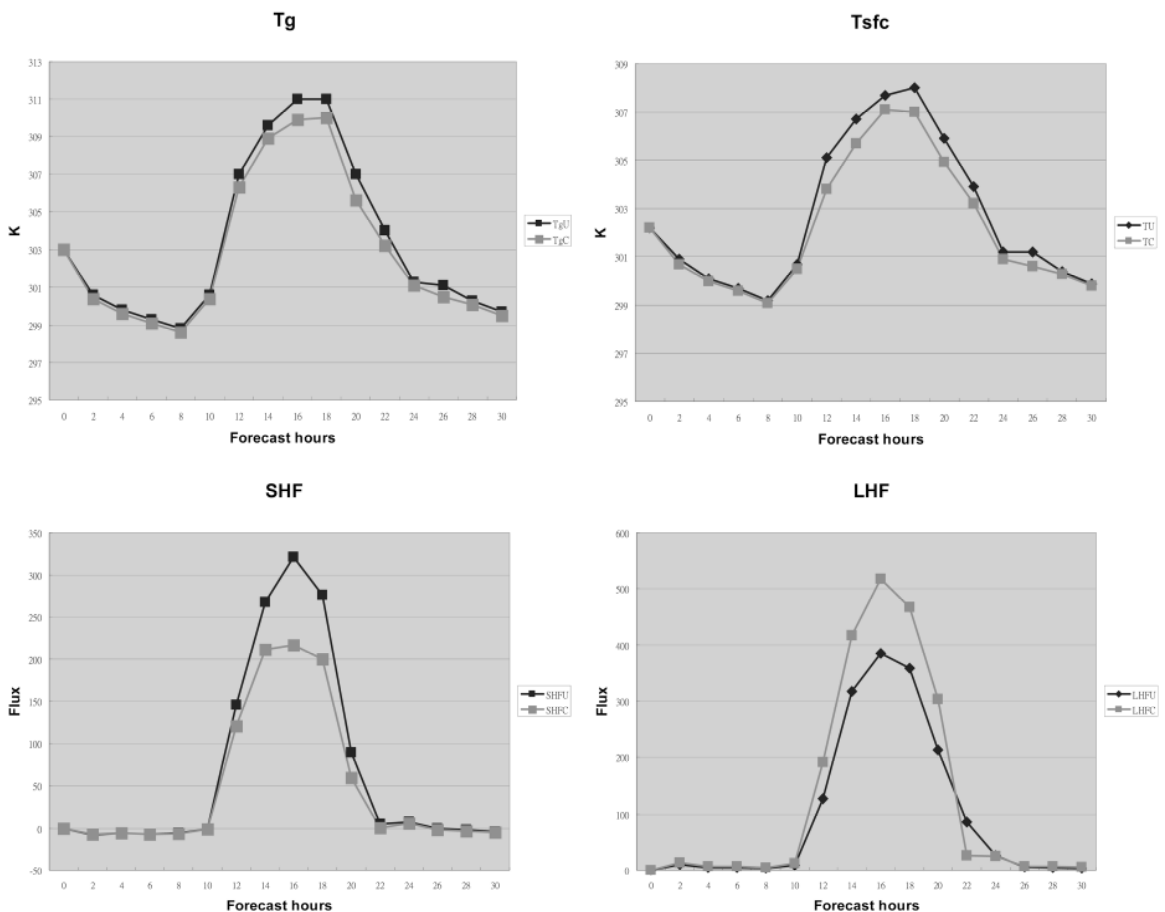 Tg
313
311
309
307
305
303
301
299
297
295
K
0 2 4 6 8 10 12 14 16 18 20 22 24 26 28 30
Forecast hours
TgU
TgC
Tsfc
309
307
305
303
301
299
297
295
K
0 2 4 6 8 10 12 14 16 18 20 22 24 26 28 30
Forecast hours
TU
TC
SHF
350
300
250
200
150
100
50
0
-50
Flux
0 2 4 6 8 10 12 14 16 18 20 22 24 26 28 30
Forecast hours
SHFU
SHFC
LHF
600
500
400
300
200
100
0
Flux
0 2 4 6 8 10 12 14 16 18 20 22 24 26 28 30
Forecast hours
LHFU
LHFC